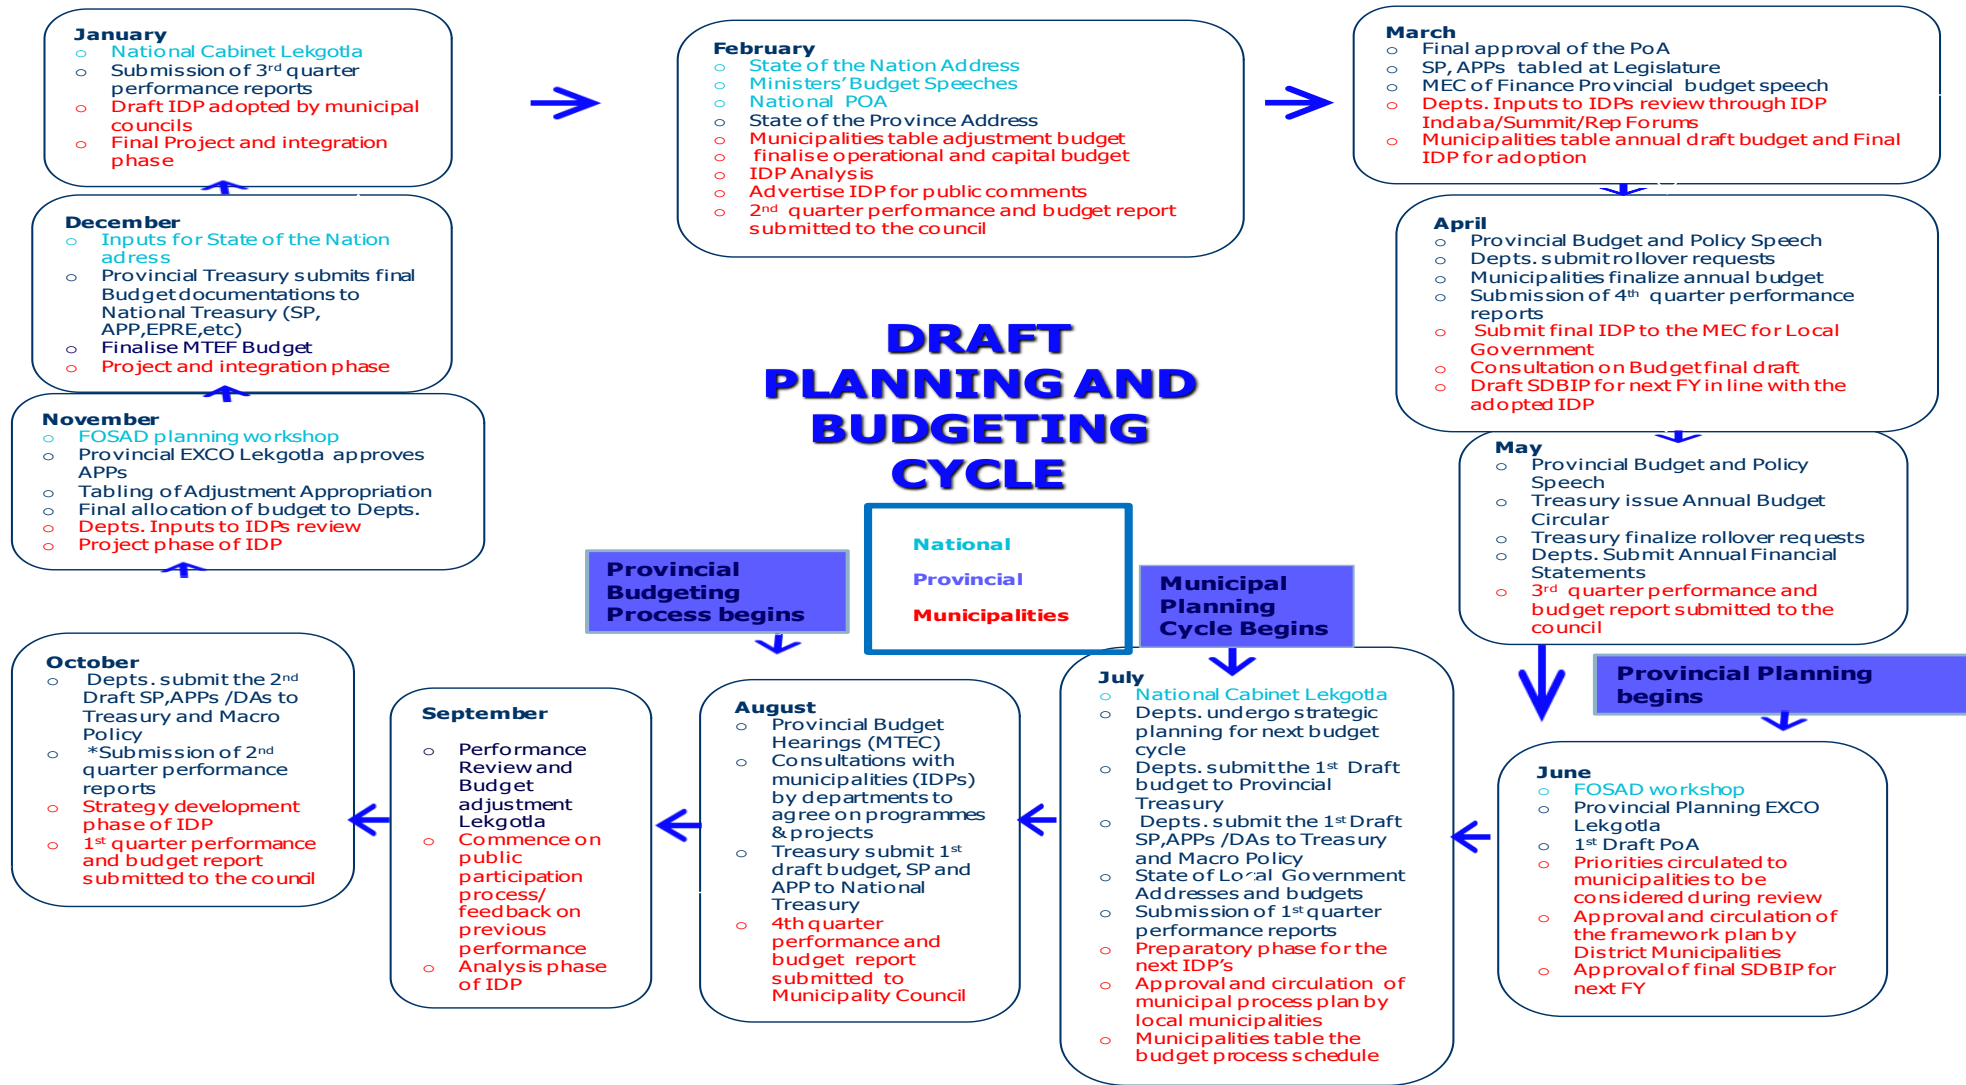 January
o National Cabinet Lekgotla
o Submission of 3rd quarter
performance reports
o Draft IDP adopted by municipal
councils
o Final Project and integration
phase
February
o State of the Nation Address
o Ministers' Budget Speeches
o National POA
o State of the Province Address
o Municipalities table adjustment budget
o finalise operational and capital budget
o IDP Analysis
o Advertise IDP for public comments
o 2nd quarter performance and budget report
submitted to the council
March
o Final approval of the PoA
o SP, APPs tabled at Legislature
o MEC of Finance Provincial budget speech
o Depts. Inputs to IDPs review through IDP
Indaba/Summit/Rep Forums
o Municipalities table annual draft budget and Final
IDP for adoption
December
o Inputs for State of the Nation
adress
o Provincial Treasury submits final
Budget documentations to
National Treasury (SP,
APP,EPRE,etc)
o Finalise MTEF Budget
o Project and integration phase
April
o Provincial Budget and Policy Speech
o Depts. submit rollover requests
o Municipalities finalize annual budget
o Submission of 4th quarter performance
reports
o Submit final IDP to the MEC for Local
Government
o Consultation on Budget final draft
o Draft SDBIP for next FY in line with the
adopted IDP
DRAFT
PLANNING AND
BUDGETING
CYCLE
November
o FOSAD planning workshop
o Provincial EXCO Lekgotla approves
APPs
o Tabling of Adjustment Appropriation
o Final allocation of budget to Depts.
o Depts. Inputs to IDPs review
o Project phase of IDP
May
o Provincial Budget and Policy
Speech
o Treasury issue Annual Budget
Circular
o Treasury finalize rollover requests
o Depts. Submit Annual Financial
Statements
o 3rd quarter performance and
budget report submitted to the
council
Provincial
Budgeting
Process begins
National
Provincial
Municipalities
Municipal
Planning
Cycle Begins
Provincial Planning
begins
October
o Depts. submit the 2nd
Draft SP,APPs /DAs to
Treasury and Macro
Policy
o *Submission of 2nd
quarter performance
reports
o Strategy development
phase of IDP
o 1st quarter performance
and budget report
submitted to the council
September
o Performance
Review and
Budget
adjustment
Lekgotla
o Commence on
public
participation
process/
feedback on
previous
performance
o Analysis phase
of IDP
August
o Provincial Budget
Hearings (MTEC)
o Consultations with
municipalities (IDPs)
by departments to
agree on programmes
& projects
o Treasury submit 1st
draft budget, SP and
APP to National
Treasury
o 4th quarter
performance and
budget report
submitted to
Municipality Council
July
o National Cabinet Lekgotla
o Depts. undergo strategic
planning for next budget
cycle
o Depts. submit the 1st Draft
budget to Provincial
Treasury
o Depts. submit the 1st Draft
SP,APPs /DAs to Treasury
and Macro Policy
o State of Local Government
Addresses and budgets
o Submission of 1st quarter
performance reports
o Preparatory phase for the
next IDP's
o Approval and circulation of
municipal process plan by
local municipalities
o Municipalities table the
budget process schedule
June
o FOSAD workshop
o Provincial Planning EXCO
Lekgotla
o 1st Draft PoA
o Priorities circulated to
municipalities to be
considered during review
o Approval and circulation of
the framework plan by
District Municipalities
o Approval of final SDBIP for
next FY